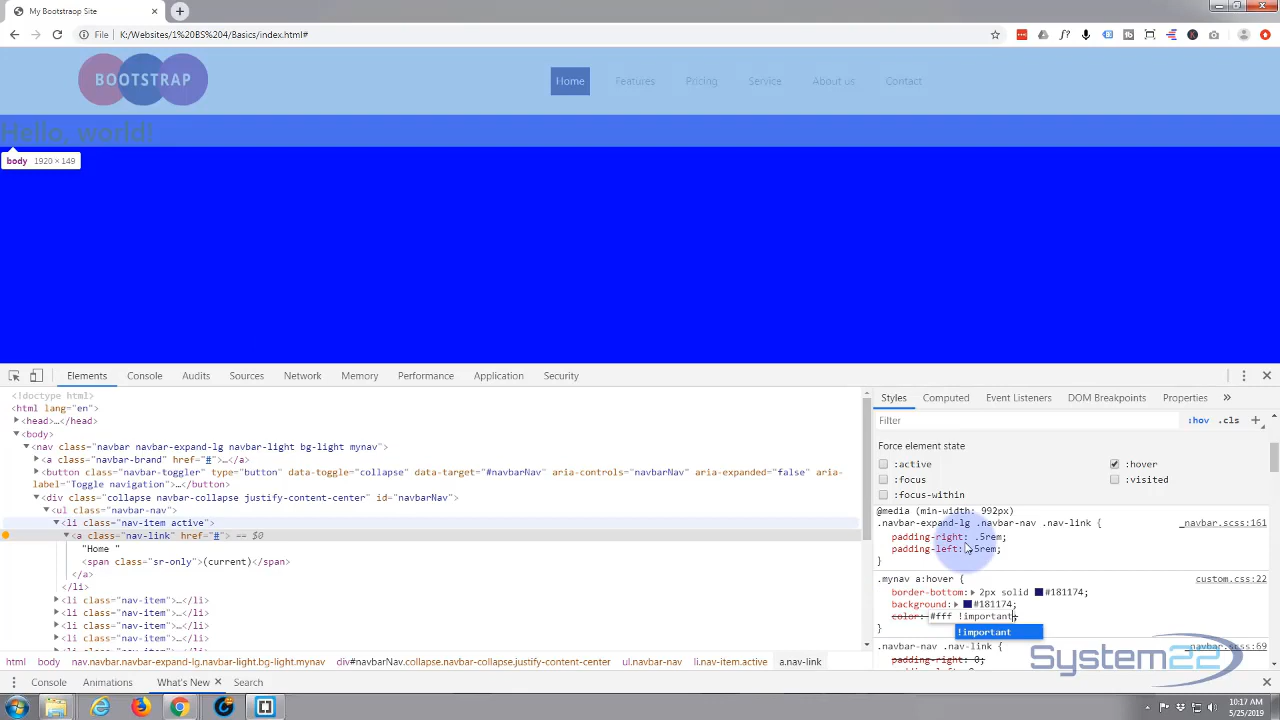 My Bootstraop Site
File K:/Websites/1%20BS%204/Basics/index.html#
BOOTSTRAP
Home Features Pricing Service About us Contact
Hello, world!
body 1920 × 149
Elements Console Audits Sources Network Memory Performance Application Security
<!doctype html>
<html lang="en">
<head>…</head>
<body>
<nav class="navbar navbar-expand-lg navbar-light bg-light mynav">
<a class="navbar-brand" href="#">…</a>
<button class="navbar-toggler" type="button" data-toggle="collapse" data-target="#navbarNav" aria-controls="navbarNav" aria-expanded="false" aria-
label="Toggle navigation">…</button>
<div class="collapse navbar-collapse justify-content-center" id="navbarNav">
<ul class="navbar-nav">
<li class="nav-item active">
<a class="nav-link" href="#"> == $0
"Home "
<span class="sr-only">(current)</span>
</a>
</li>
<li class="nav-item">…</li>
<li class="nav-item">…</li>
<li class="nav-item">…</li>
<li class="nav-item">…</li>
html body nav.navbar.navbar-expand-lg.navbar-light.bg-light.mynav div#navbarNav.collapse.navbar-collapse.justify-content-center ul.navbar-nav li.nav-item.active a.nav-link
Styles Computed Event Listeners DOM Breakpoints Properties »
Filter :hov .cls +
Force element state
:active :hover
:focus :visited
:focus-within
@media (min-width: 992px)
.navbar-expand-lg .navbar-nav .nav-link { _navbar.scss:161
padding-right: .5rem;
padding-left: .5rem;
}
.mynav a:hover { custom.css:22
border-bottom: 2px solid #181174;
background: #181174;
color: #fff !important;
!important
}
.navbar-nav .nav-link { _navbar.scss:69
padding-right: 0;
System22
Console Animations What's New × Search
10:17 AM
5/25/2019